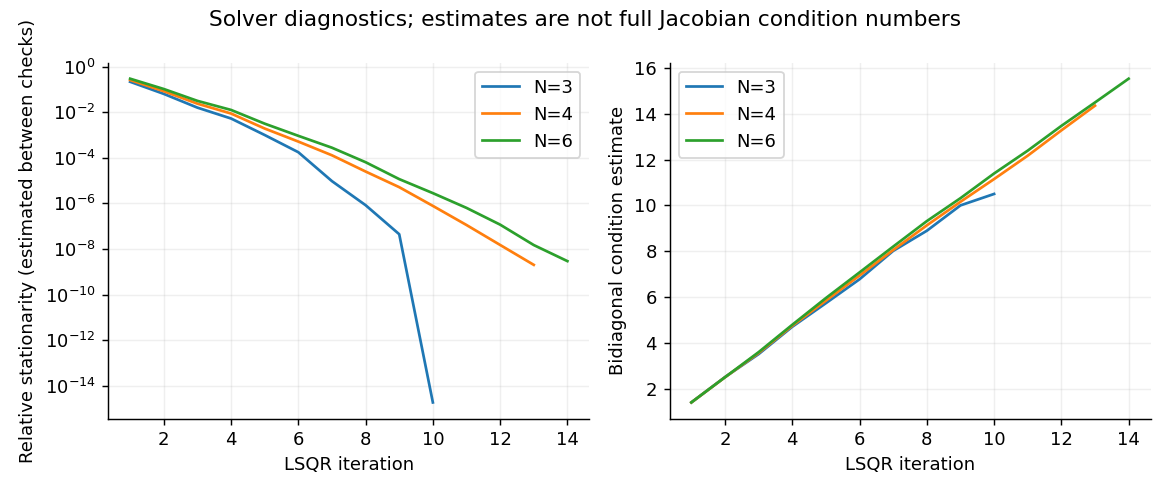 Solver diagnostics; estimates are not full Jacobian condition numbers
Relative stationarity (estimated between checks)
10⁰
10⁻²
10⁻⁴
10⁻⁶
10⁻⁸
10⁻¹⁰
10⁻¹²
10⁻¹⁴
N=3
N=4
N=6
2 4 6 8 10 12 14
LSQR iteration
Bidiagonal condition estimate
16
14
12
10
8
6
4
2
N=3
N=4
N=6
2 4 6 8 10 12 14
LSQR iteration